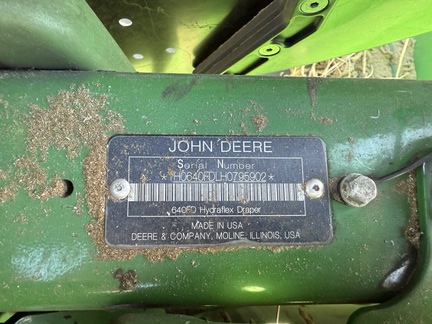 JOHN DEERE
Serial Number
*1H0640FDLH0795902*
640FD Hydraflex Draper
MADE IN USA
DEERE & COMPANY, MOLINE, ILLINOIS, USA